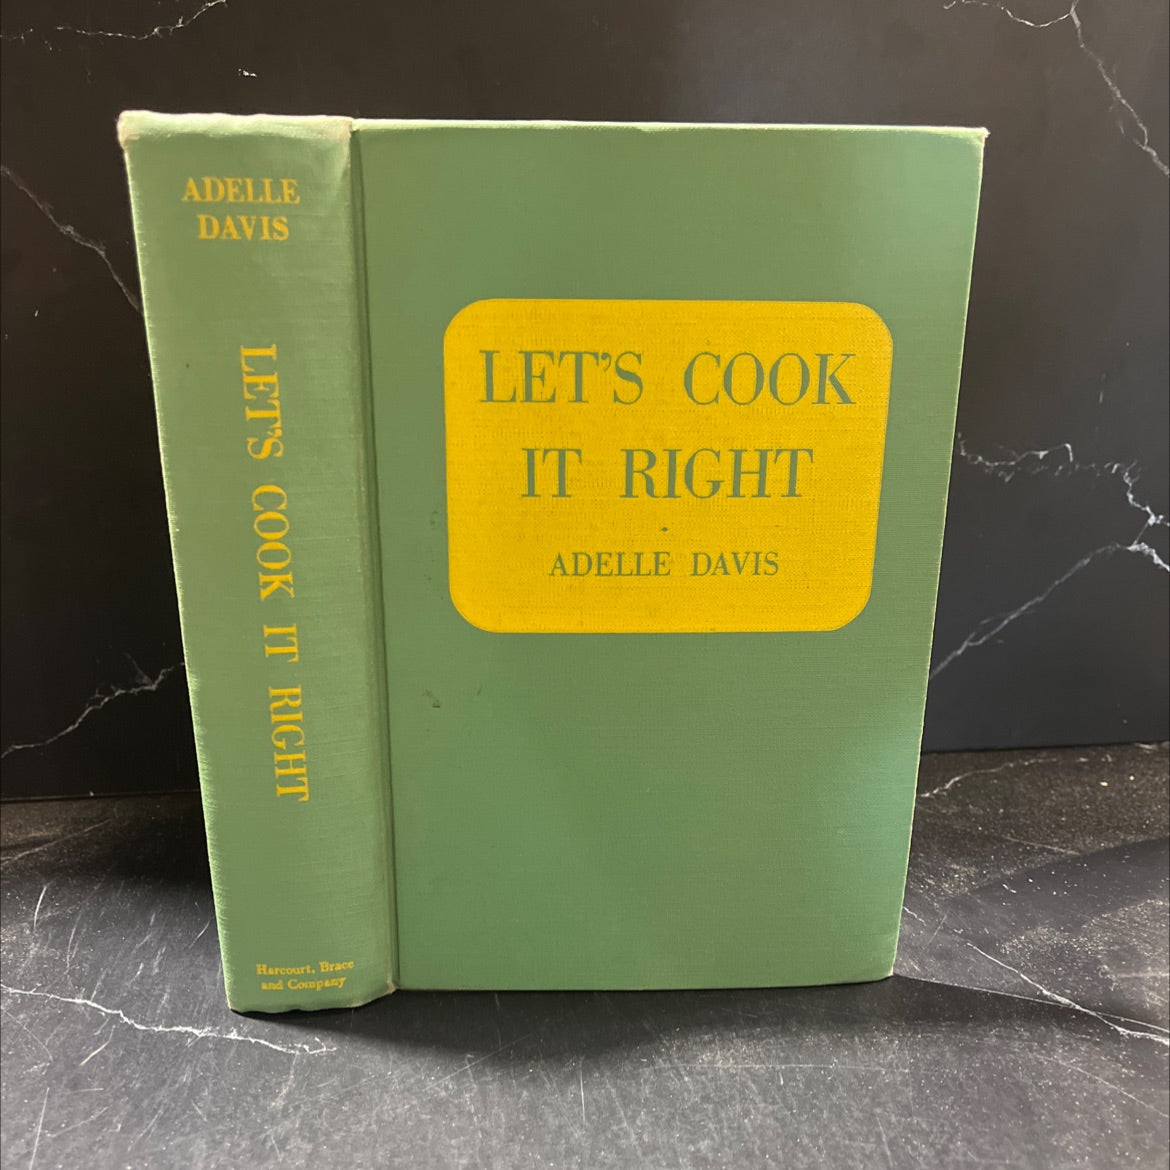 ADELLE
DAVIS
LET'S COOK IT RIGHT
Harcourt, Brace
and Company
LET'S COOK
IT RIGHT
ADELLE DAVIS